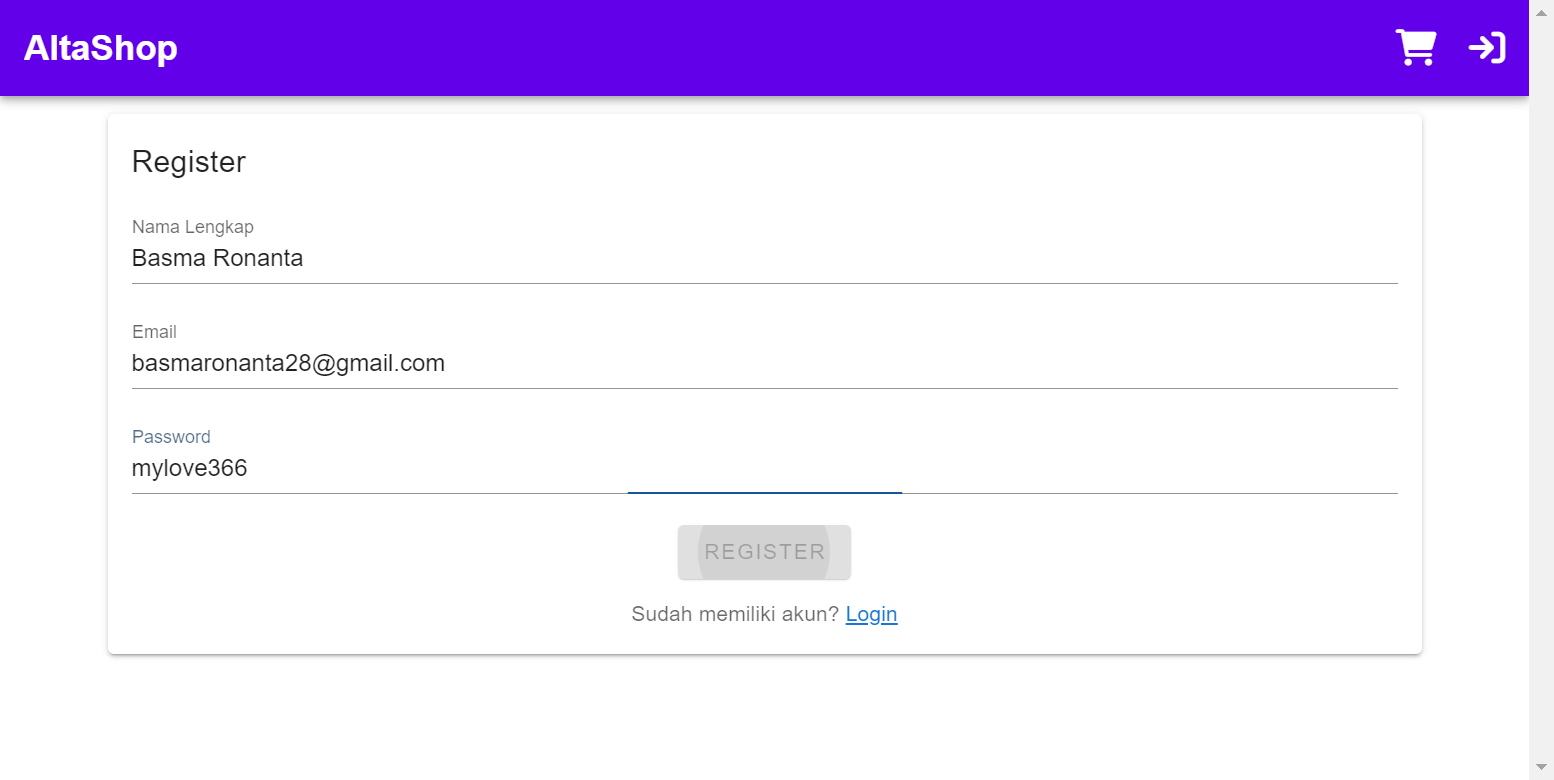 AltaShop
Register
Nama Lengkap
Basma Ronanta
Email
basmaronanta28@gmail.com
Password
mylove366
REGISTER
Sudah memiliki akun? Login